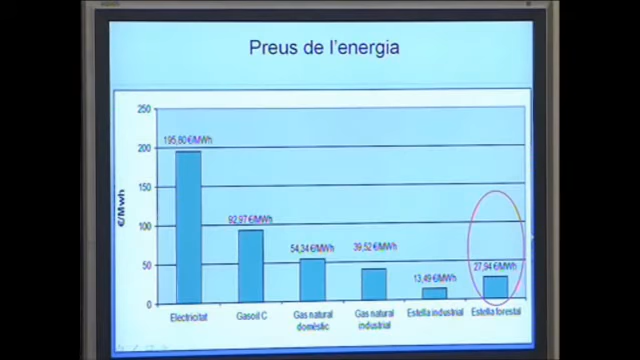 Preus de l'energia
€/Mwh
250
200
150
100
50
0
195,80 €/MWh
92,97 €/MWh
54,34 €/MWh
39,52 €/MWh
13,49 €/MWh
27,94 €/MWh
Electricitat
Gasoil C
Gas natural domèstic
Gas natural industrial
Estella industrial
Estella forestal